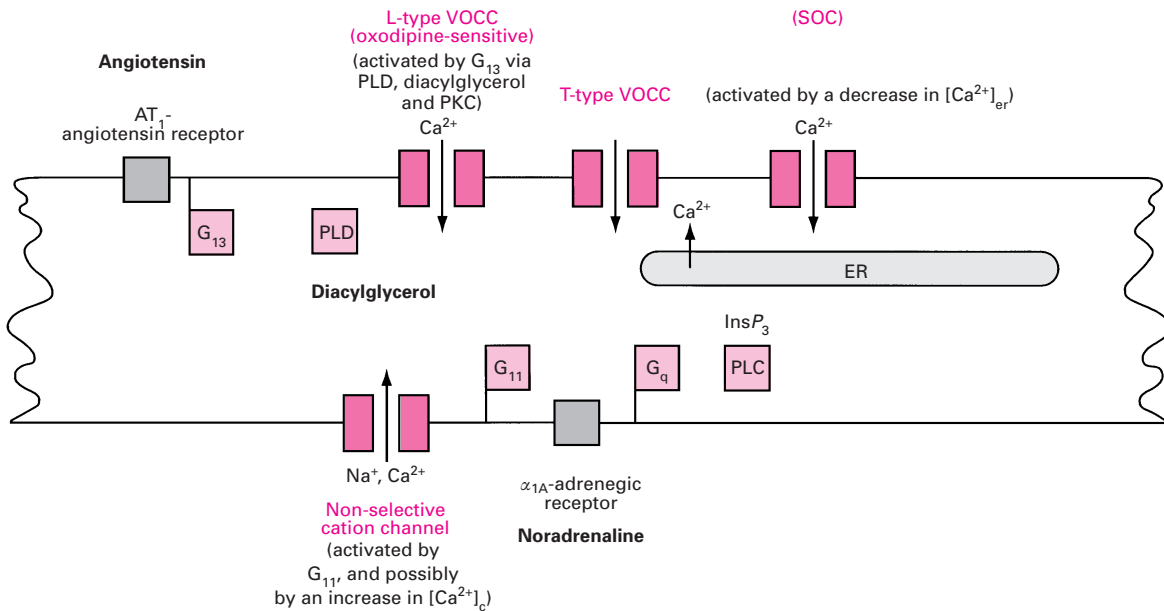 L-type VOCC
(oxodipine-sensitive)
(activated by G₁₃ via
PLD, diacylglycerol
and PKC)
Ca²⁺
(SOC)
(activated by a decrease in [Ca²⁺]ₑᵣ)
Ca²⁺
T-type VOCC
Angiotensin
AT₁-
angiotensin receptor
G₁₃
PLD
Ca²⁺
ER
Diacylglycerol
InsP₃
G₁₁
G_q
PLC
Na⁺, Ca²⁺
Non-selective
cation channel
(activated by
G₁₁, and possibly
by an increase in [Ca²⁺]_c)
α₁A-adrenegic
receptor
Noradrenaline